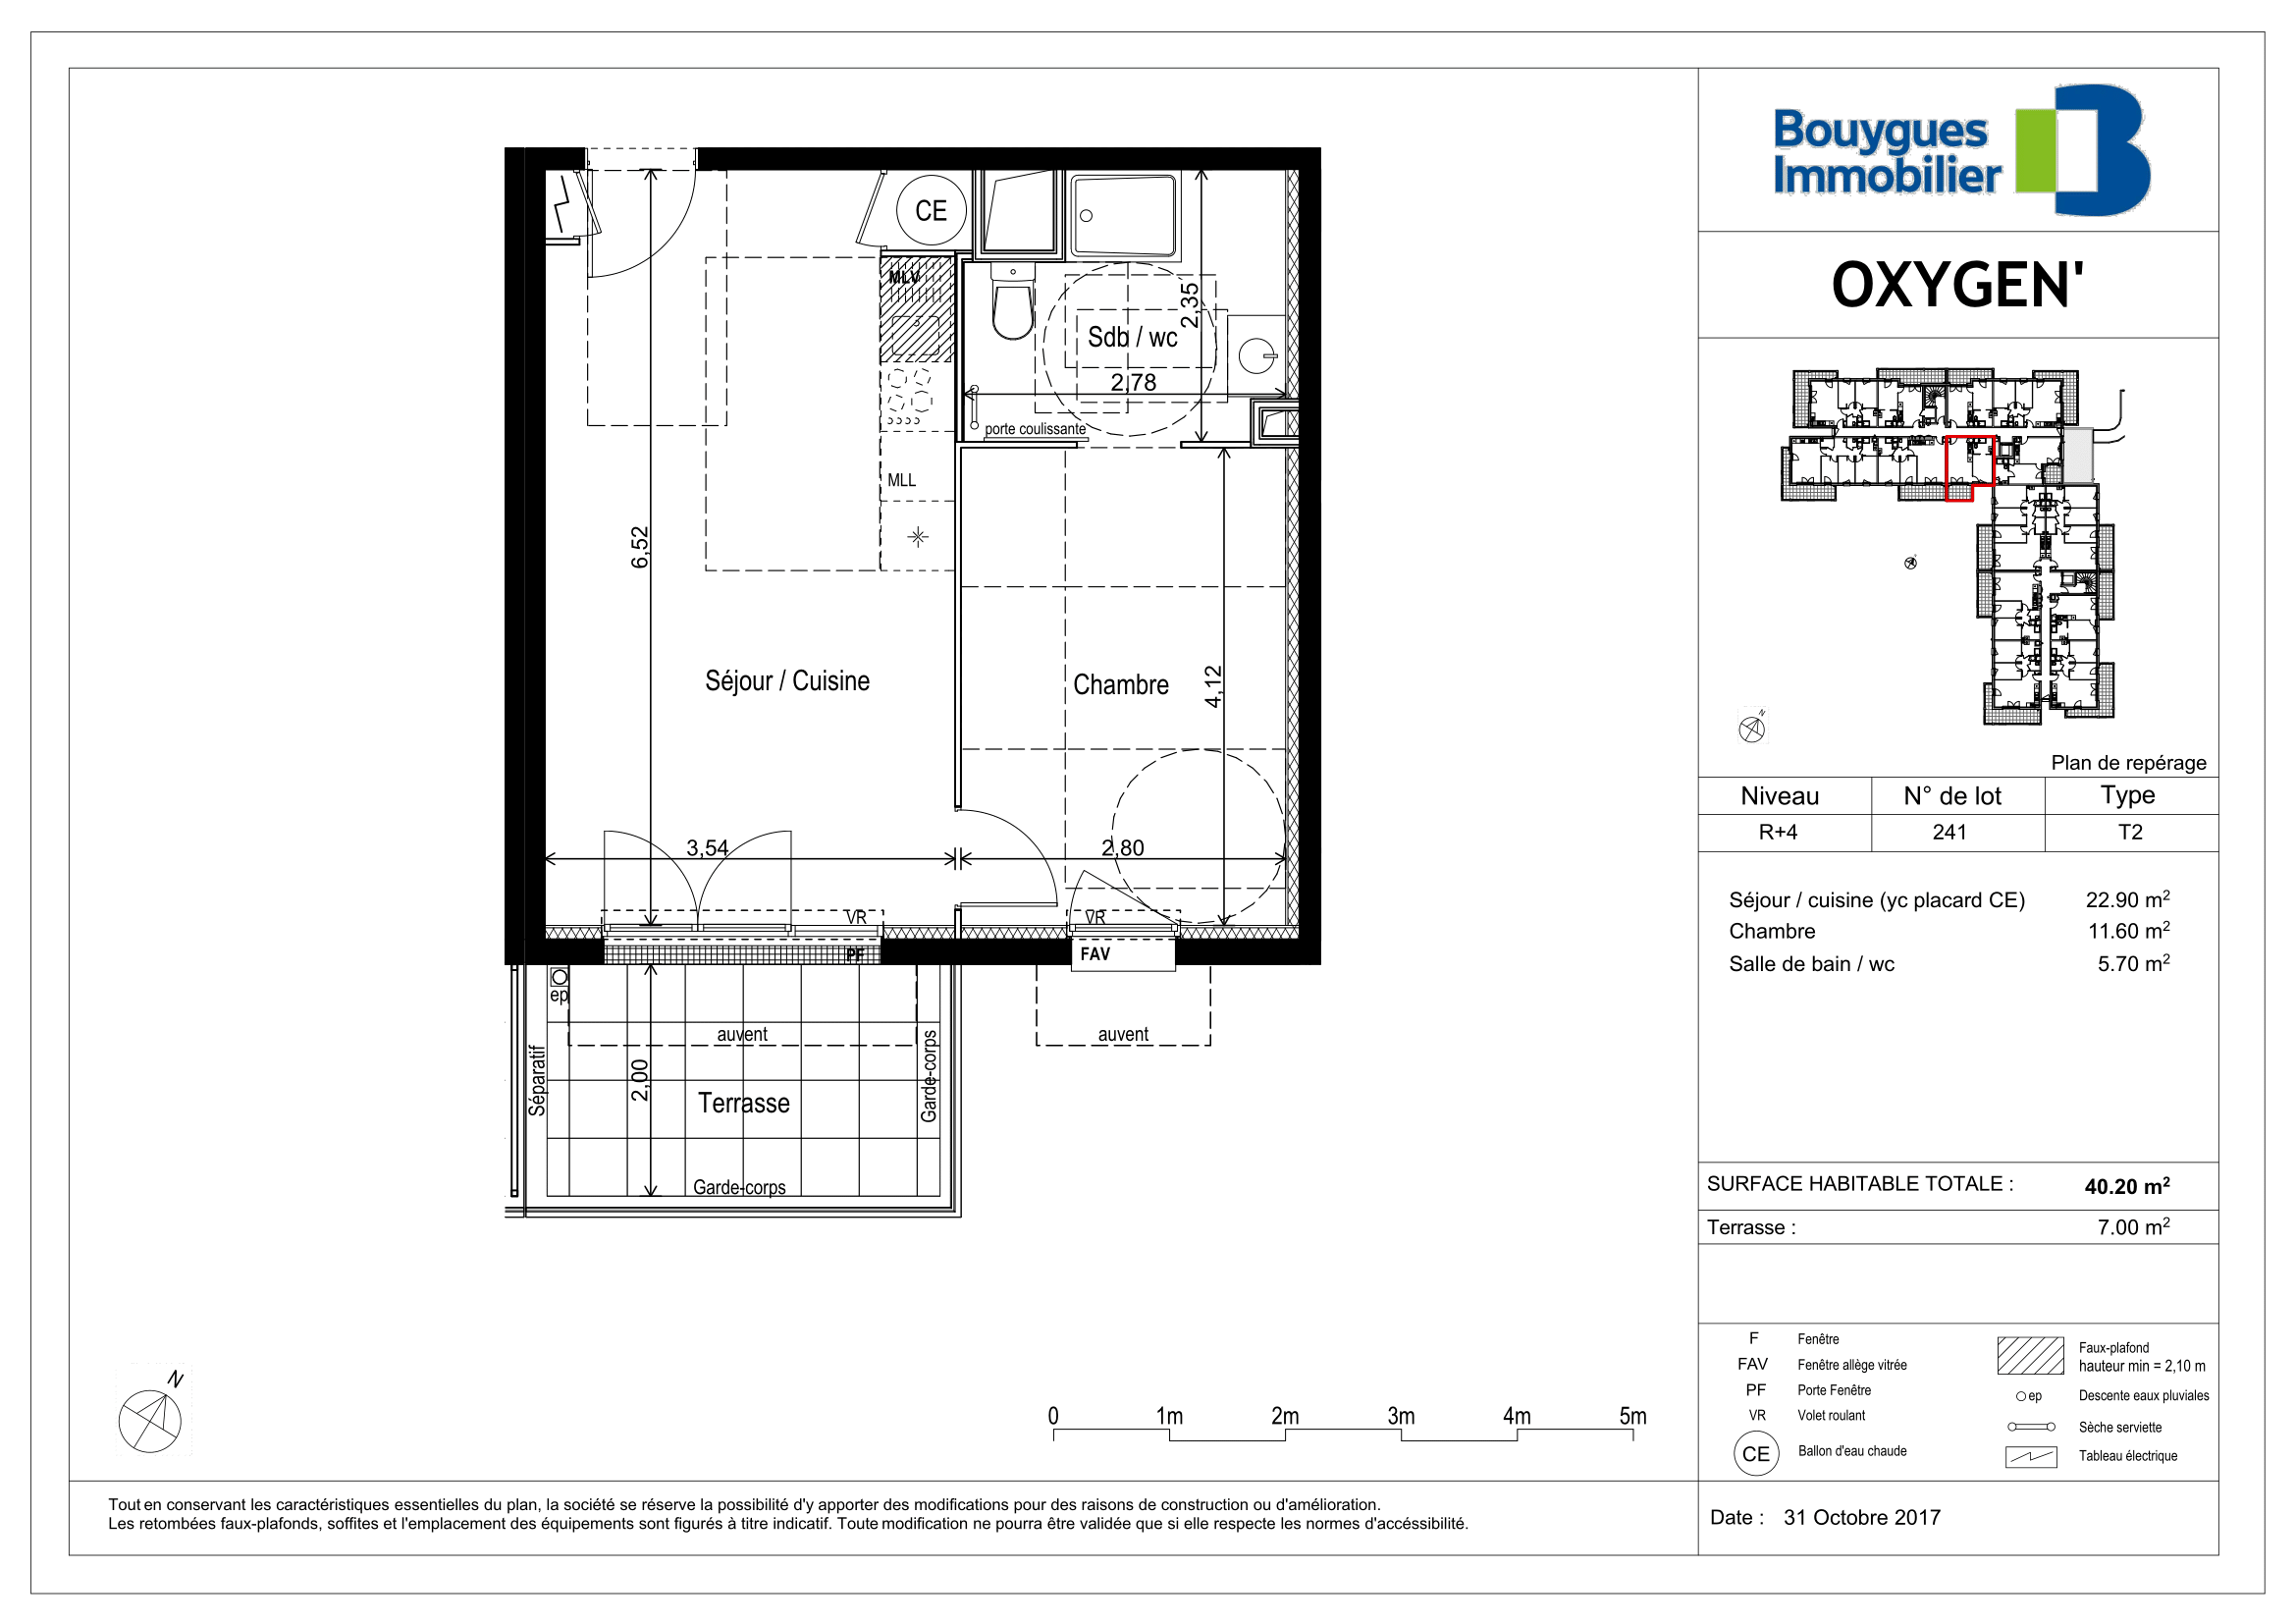 CE
MLV
2,35
Sdb / wc
2,78
porte coulissante
MLL
6,52
Séjour / Cuisine
Chambre
4,12
3,54
2,80
VR
VR
PF
FAV
ep
auvent
auvent
Séparatif
2,00
Garde-corps
Terrasse
Garde-corps
N
0 1m 2m 3m 4m 5m
Tout en conservant les caractéristiques essentielles du plan, la société se réserve la possibilité d'y apporter des modifications pour des raisons de construction ou d'amélioration.
Les retombées faux-plafonds, soffites et l'emplacement des équipements sont figurés à titre indicatif. Toute modification ne pourra être validée que si elle respecte les normes d'accéssibilité.
Bouygues
Immobilier
OXYGEN'
N
Plan de repérage
Niveau N° de lot Type
R+4 241 T2
Séjour / cuisine (yc placard CE) 22.90 m²
Chambre 11.60 m²
Salle de bain / wc 5.70 m²
SURFACE HABITABLE TOTALE : 40.20 m²
Terrasse : 7.00 m²
F Fenêtre
FAV Fenêtre allège vitrée
PF Porte Fenêtre
VR Volet roulant
CE Ballon d'eau chaude
Faux-plafond
hauteur min = 2,10 m
ep Descente eaux pluviales
Sèche serviette
Tableau électrique
Date : 31 Octobre 2017